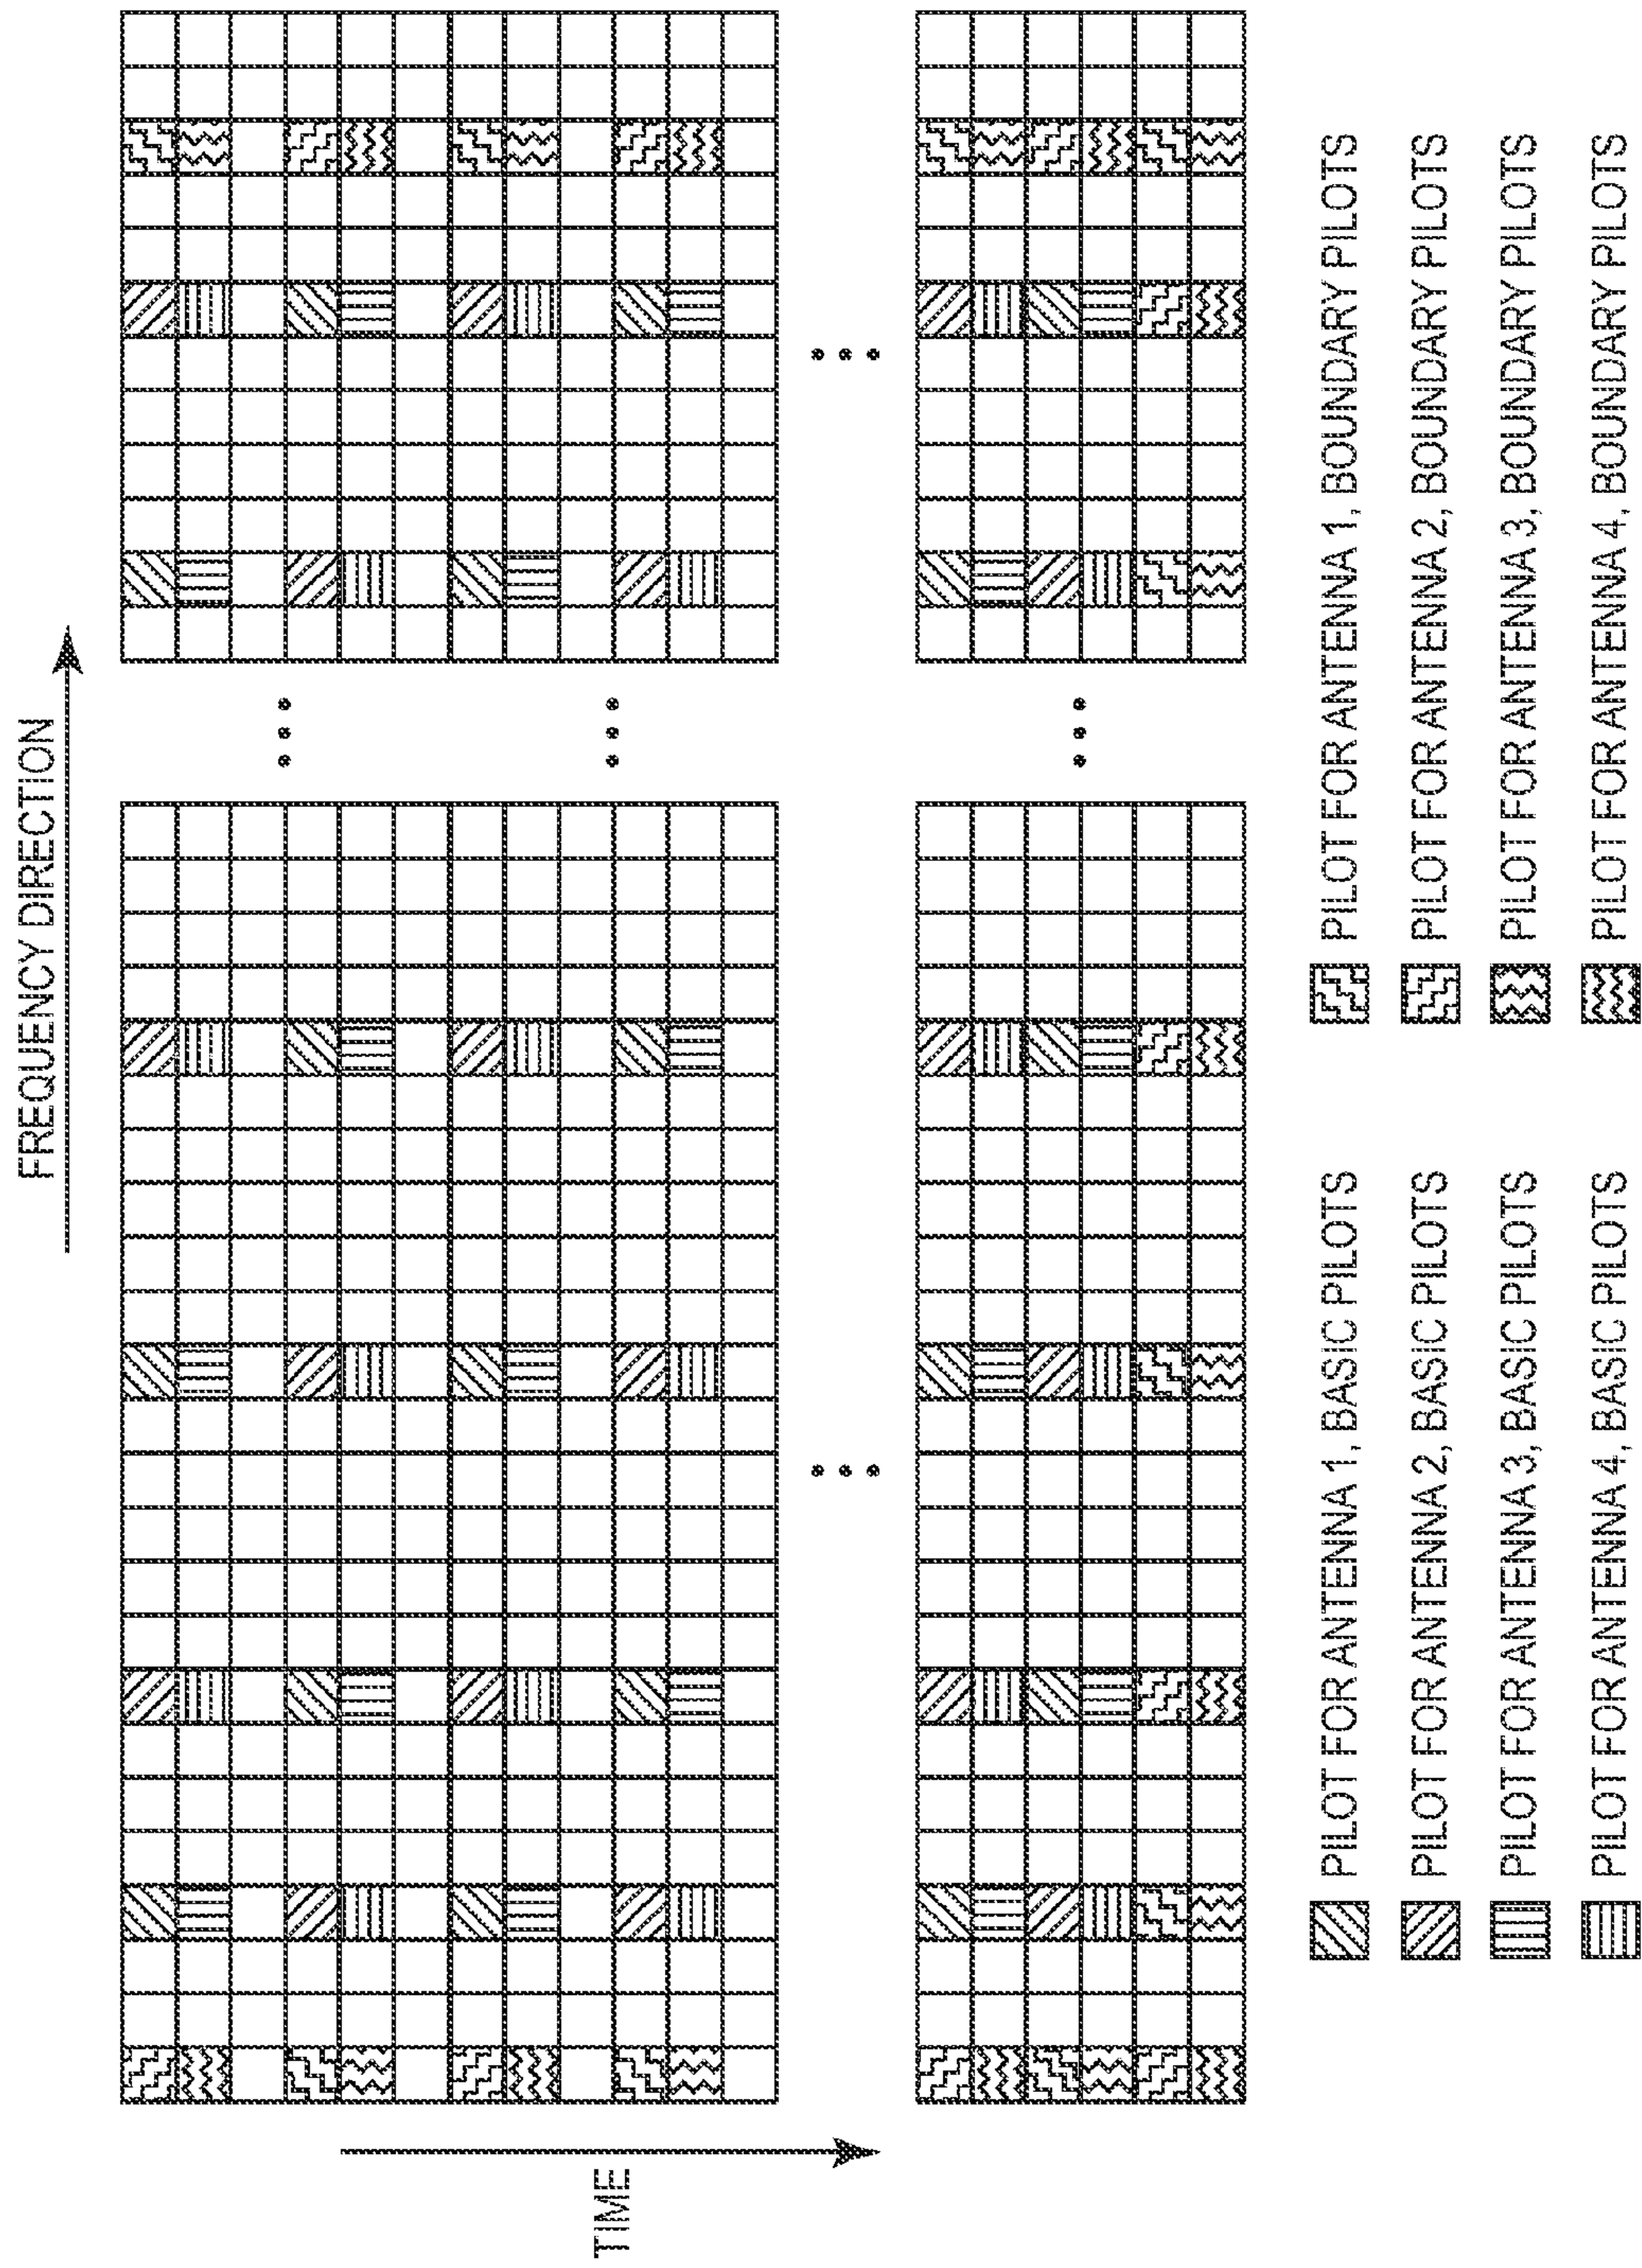 FREQUENCY DIRECTION
TIME
PILOT FOR ANTENNA 1, BASIC PILOTS
PILOT FOR ANTENNA 2, BASIC PILOTS
PILOT FOR ANTENNA 3, BASIC PILOTS
PILOT FOR ANTENNA 4, BASIC PILOTS
PILOT FOR ANTENNA 1, BOUNDARY PILOTS
PILOT FOR ANTENNA 2, BOUNDARY PILOTS
PILOT FOR ANTENNA 3, BOUNDARY PILOTS
PILOT FOR ANTENNA 4, BOUNDARY PILOTS